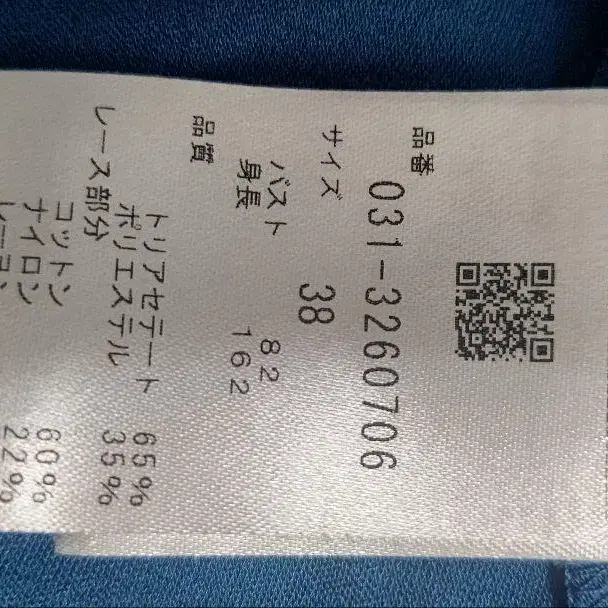 品番
031-3260706
サイズ 38
バスト 82
身長 162
品質
トリアセテート 65%
ポリエステル 35%
レース部分
コットン 60%
ナイロン 22%